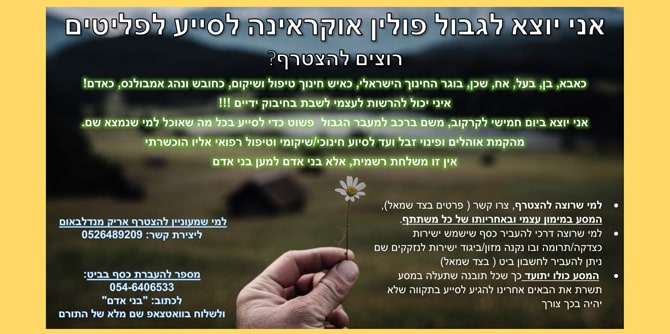 אני יוצא לגבול פולין אוקראינה לסייע לפליטים
רוצים להצטרף?
כאבא, בן, בעל, אח, שכן, בוגר החינוך הישראלי, כאיש חינוך טיפול ושיקום, כחובש ונהג אמבולנס, כאדם!
איני יכול להרשות לעצמי לשבת בחיבוק ידיים !!!
אני יוצא ביום חמישי לקרקוב, משם ברכב למעבר הגבול פשוט כדי לסייע בכל מה שאוכל למי שנמצא שם.
מהקמת אוהלים ופינוי זבל ועד לסיוע חינוכי/שיקומי וטיפול רפואי אליו הוכשרתי
אין זו משלחת רשמית, אלא בני אדם למען בני אדם
• למי שרוצה להצטרף, צרו קשר ( פרטים בצד שמאל),
המסע במימון עצמי ובאחריותו של כל משתתף.
• למי שרוצה דרכי להעביר כסף שישמש ישירות
כצדקה/תרומה ובו נקנה מזון/ביגוד ישירות לנזקקים שם
ניתן להעביר לחשבון ביט ( בצד שמאל)
• המסע כולו יתועד כך שכל תובנה שתעלה במסע
תשרת את הבאים אחרינו להגיע לסייע בתקווה שלא
יהיה בכך צורך
למי שמעוניין להצטרף אריק מנדלבאום
ליצירת קשר: 0526489209
מספר להעברת כסף בביט:
054-6406533
לכתוב: "בני אדם"
ולשלוח בוואטצאפ שם מלא של התורם